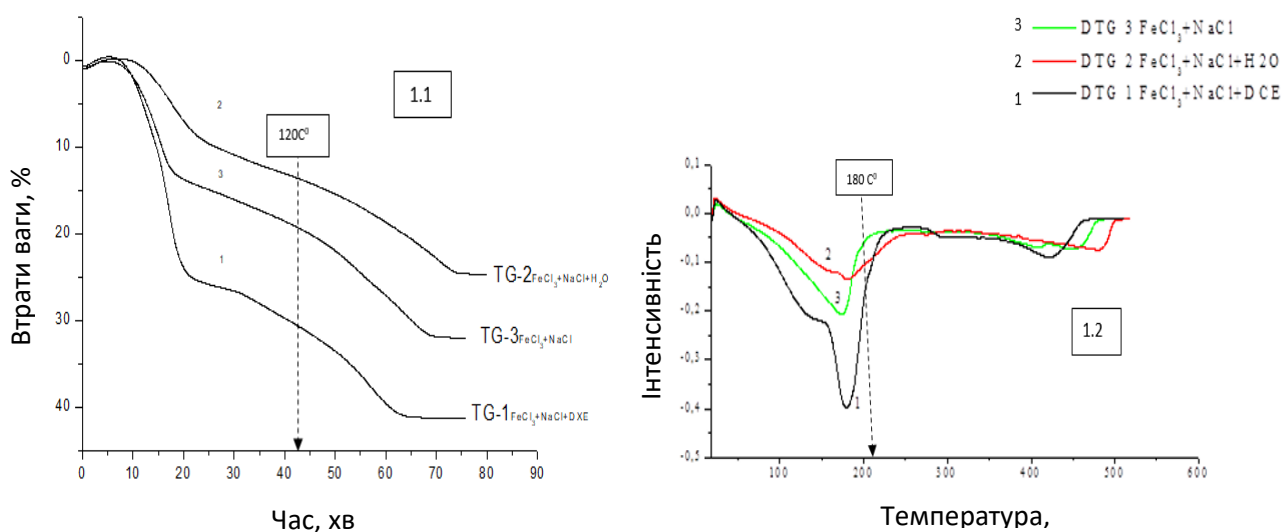 3 DTG 3 FeCl₃+NaCl
2 DTG 2 FeCl₃+NaCl+H2O
1 DTG 1 FeCl₃+NaCl+DCE
1.1
120C⁰
0
10
20
30
40
Втрати ваги, %
2
3
1
TG-2FeCl₃+NaCl+H₂O
TG-3FeCl₃+NaCl
TG-1FeCl₃+NaCl+DXE
0 10 20 30 40 50 60 70 80 90
Час, хв
180 C⁰
0,1
0,0
-0,1
-0,2
-0,3
-0,4
-0,5
Інтенсивність
2
3
1
1.2
100 200 300 400 500 600
Температура,